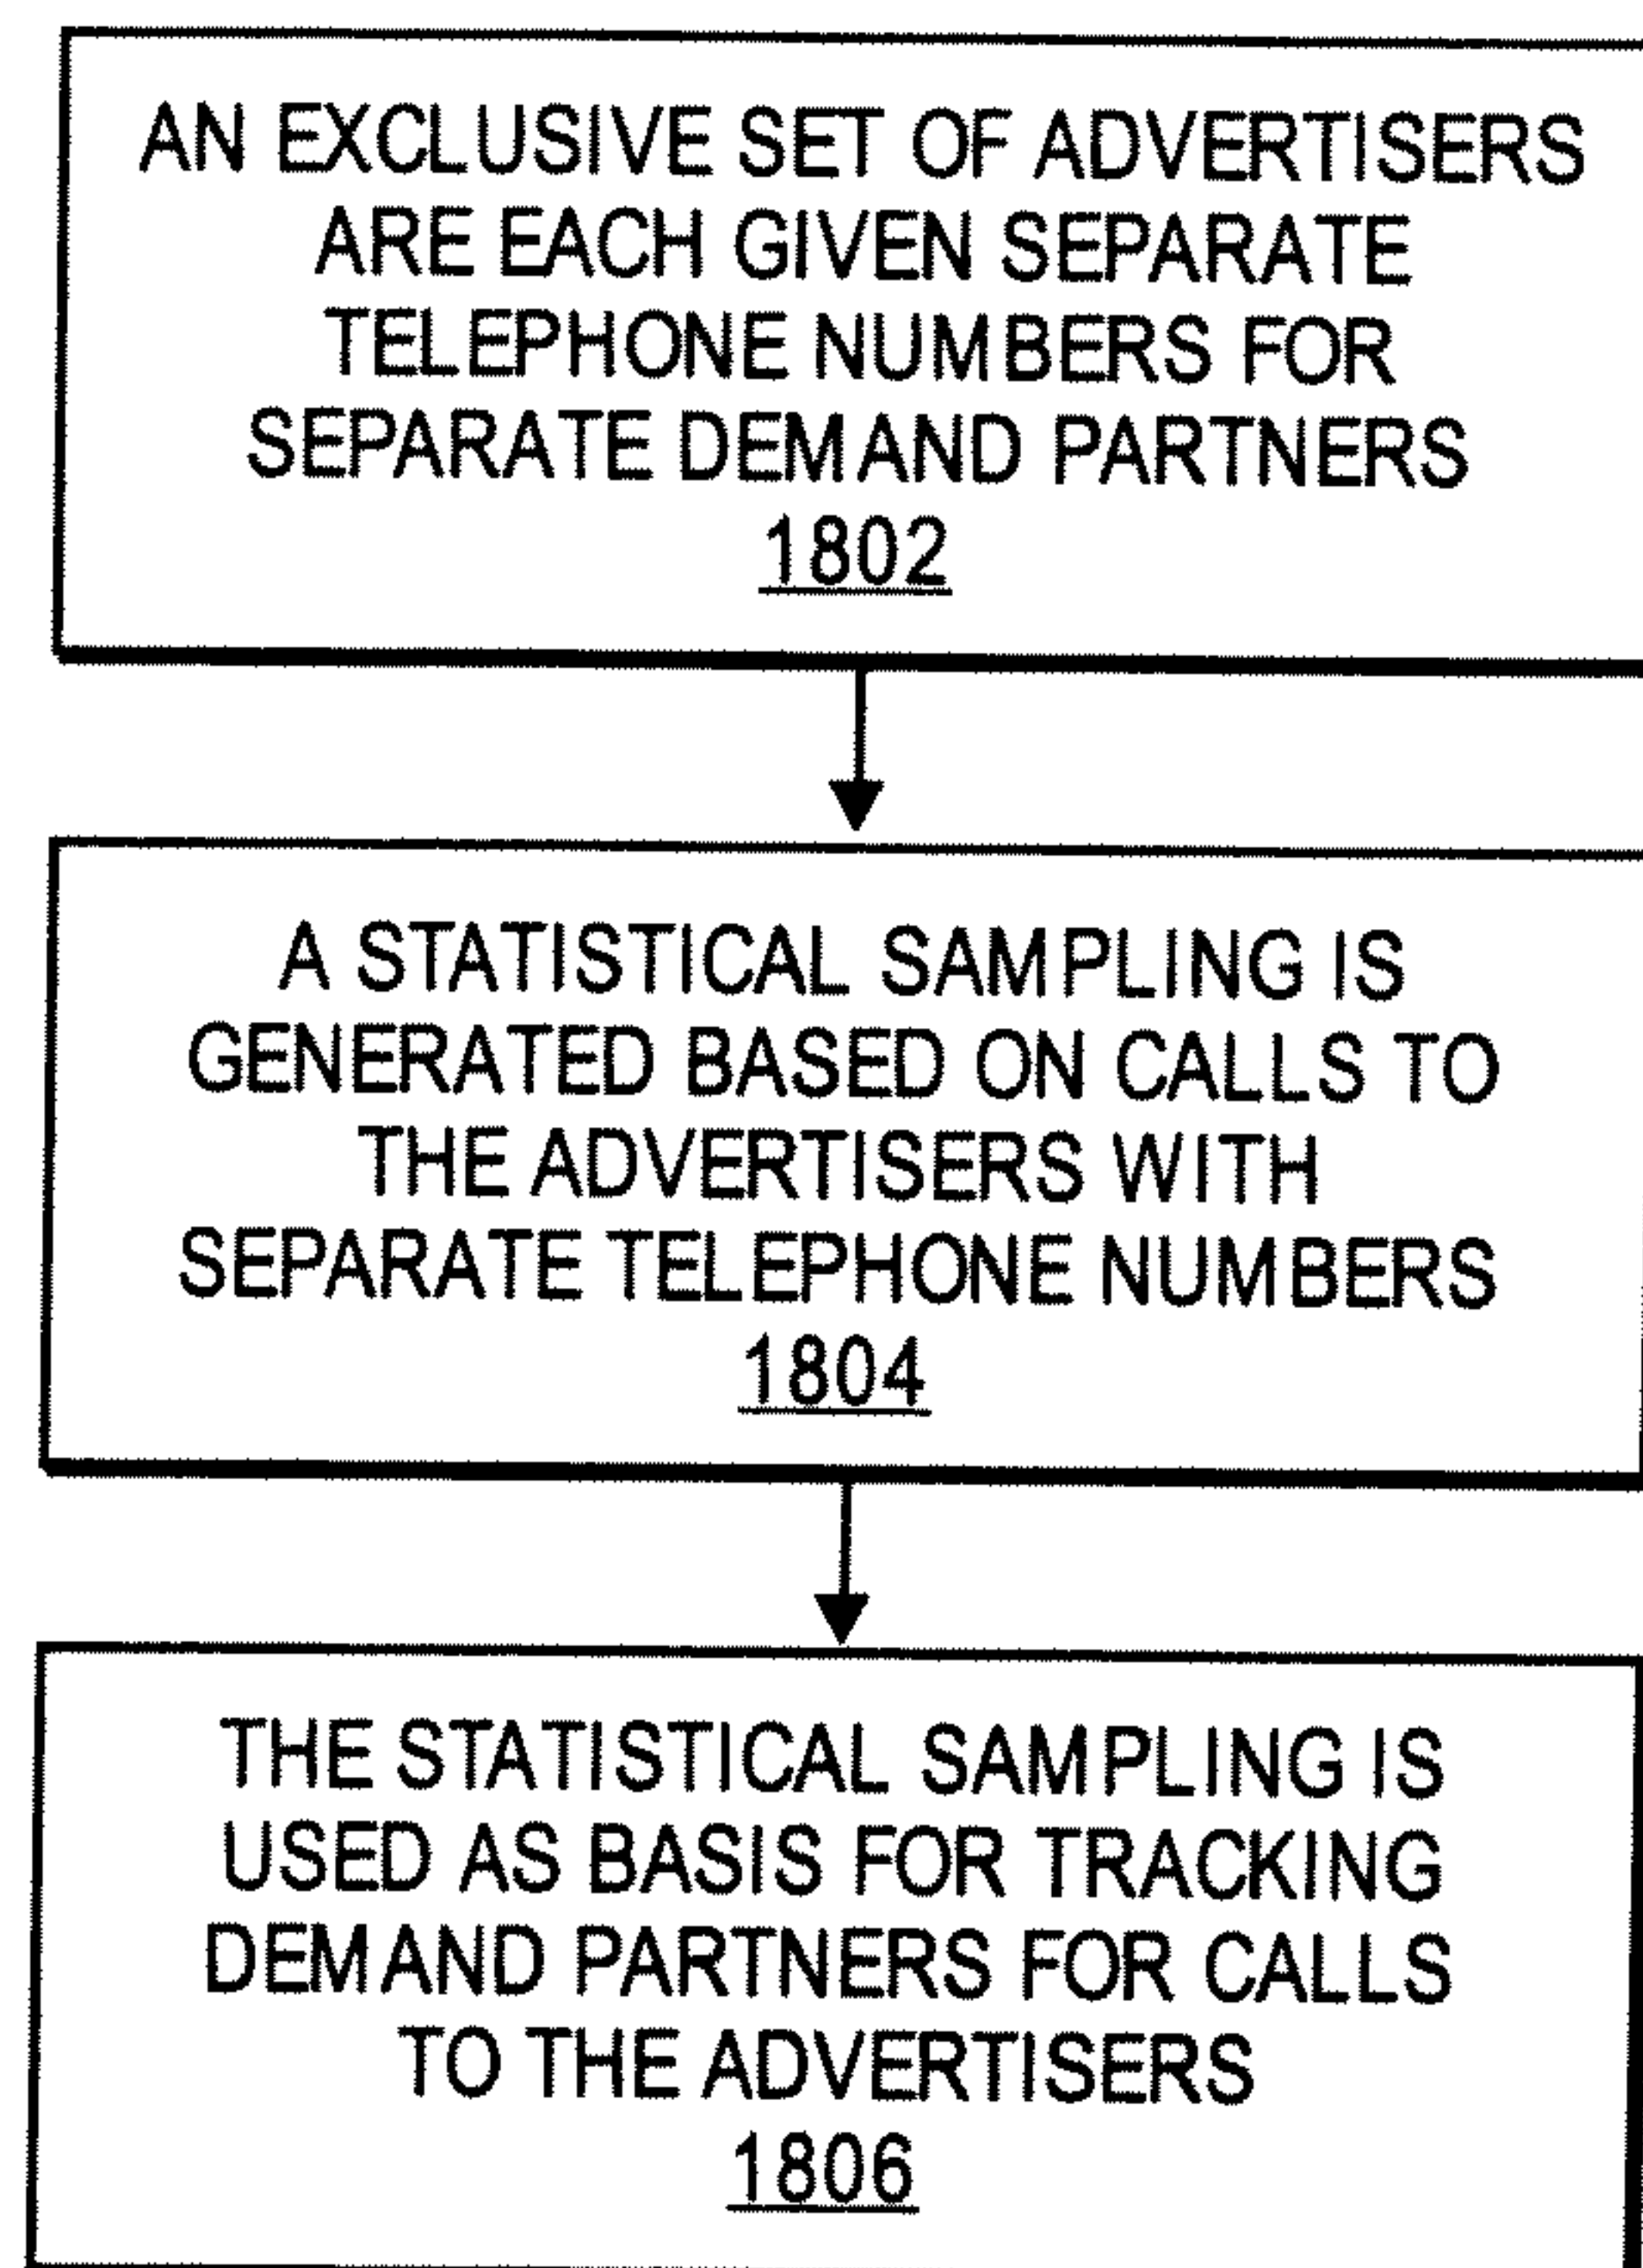 AN EXCLUSIVE SET OF ADVERTISERS
ARE EACH GIVEN SEPARATE
TELEPHONE NUMBERS FOR
SEPARATE DEMAND PARTNERS
1802
A STATISTICAL SAMPLING IS
GENERATED BASED ON CALLS TO
THE ADVERTISERS WITH
SEPARATE TELEPHONE NUMBERS
1804
THE STATISTICAL SAMPLING IS
USED AS BASIS FOR TRACKING
DEMAND PARTNERS FOR CALLS
TO THE ADVERTISERS
1806